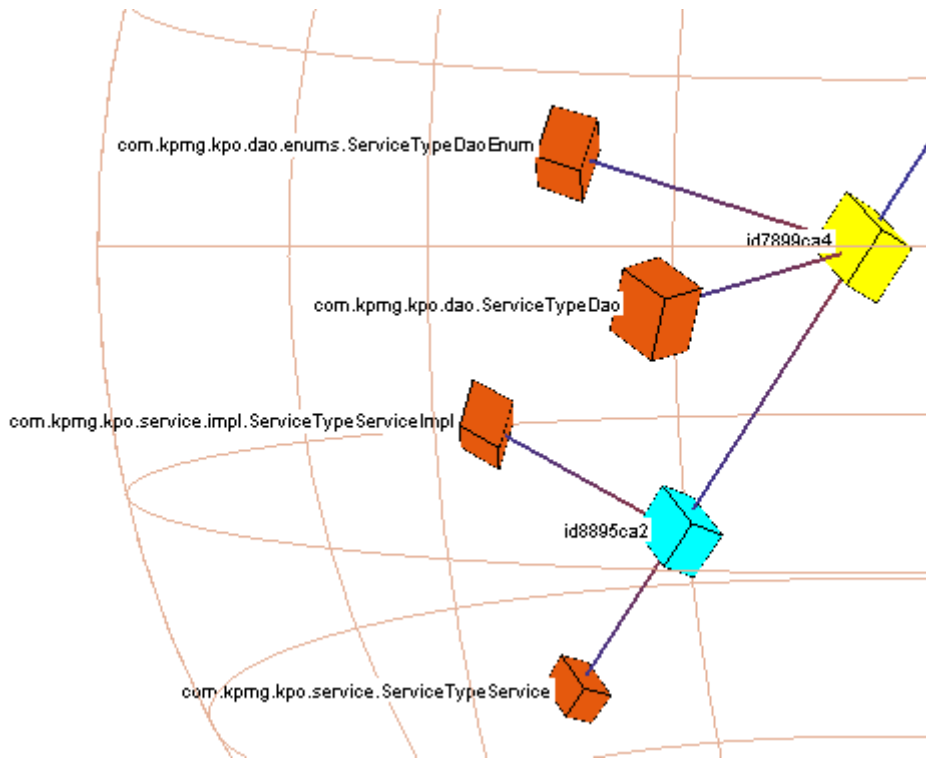 com.kpmg.kpo.dao.enums.ServiceTypeDaoEnum
id7899ca4
com.kpmg.kpo.dao.ServiceTypeDao
com.kpmg.kpo.service.impl.ServiceTypeServiceImpl
id8895ca2
com.kpmg.kpo.service.ServiceTypeService